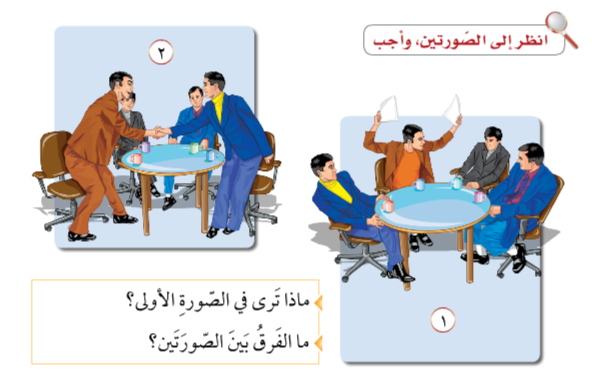 انظر إلى الصّورتين، وأجب
١
٢
ماذا تَرى في الصّورةِ الأولى؟
ما الفَرقُ بَينَ الصّورَتَين؟